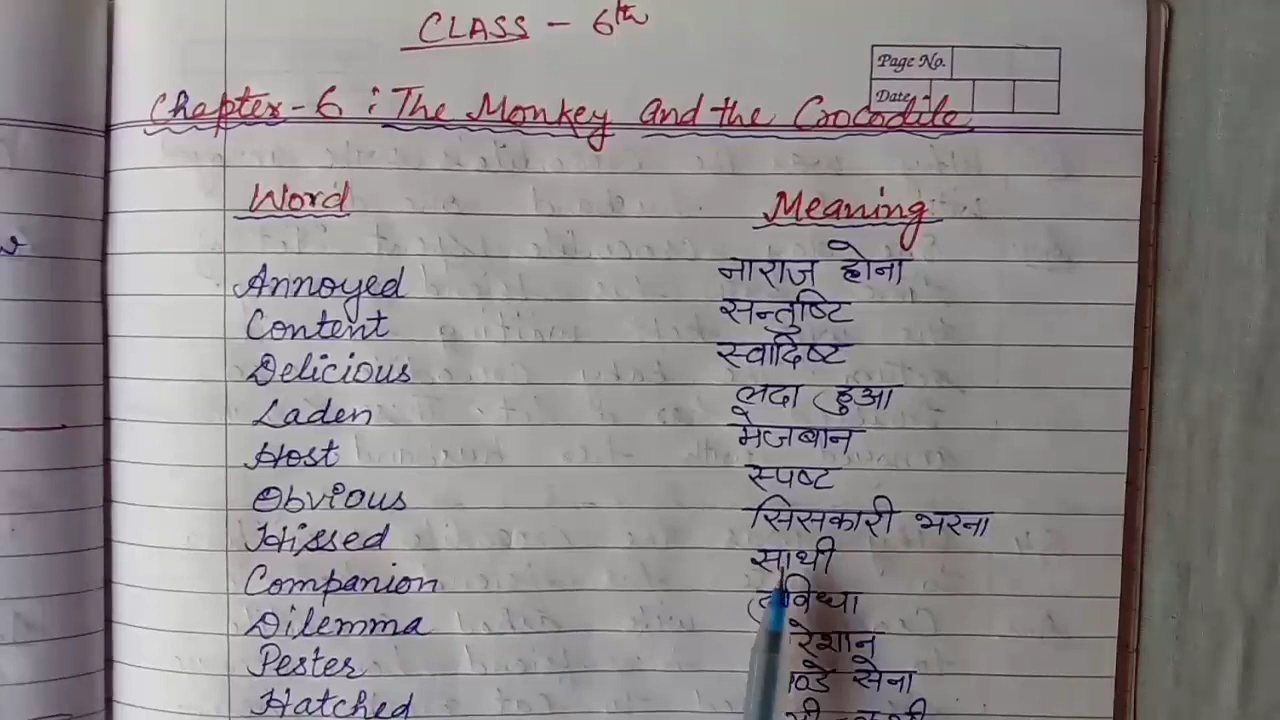 CLASS - 6th
Page No.
Date
Chapter-6 : The Monkey and the Crocodile
Word Meaning
Annoyed नाराज होना
Content सन्तुष्टि
Delicious स्वादिष्ट
Laden लदा हुआ
Host मेजबान
Obvious स्पष्ट
Hissed सिसकारी भरना
Companion साथी
Dilemma
Pester
Hatched सेना